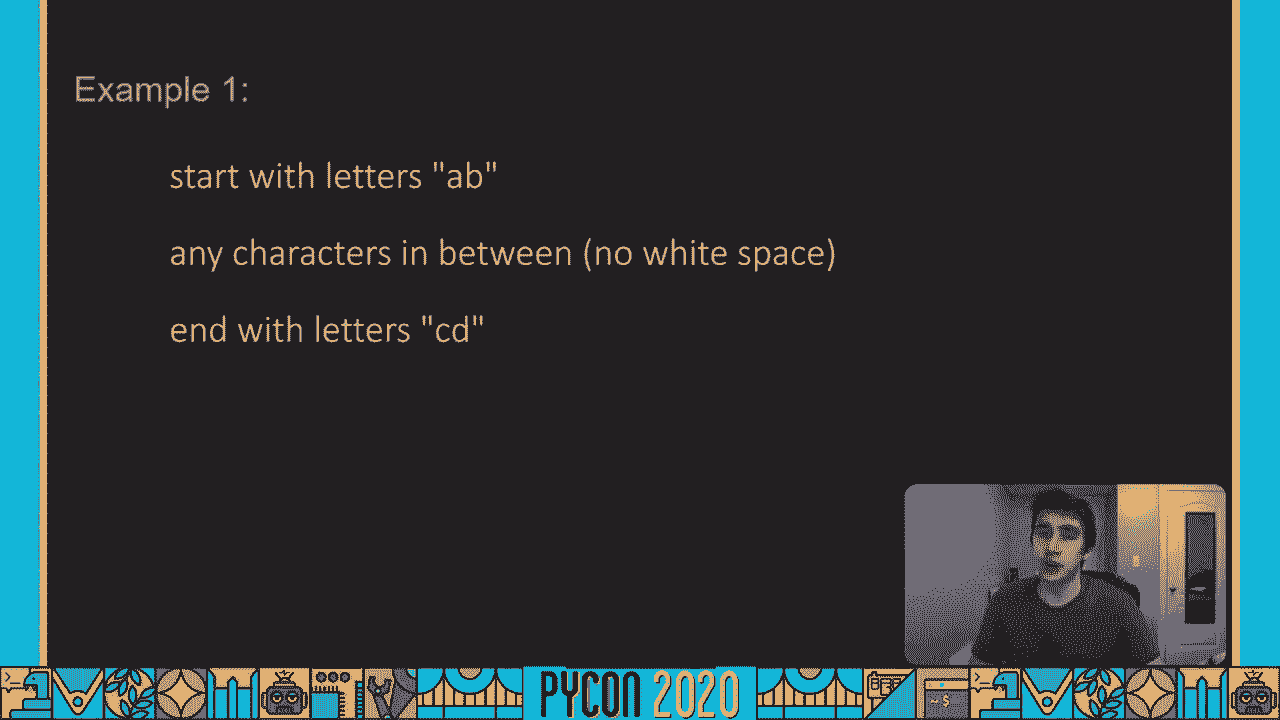 Example 1:
start with letters "ab"
any characters in between (no white space)
end with letters "cd"
PYCON 2020